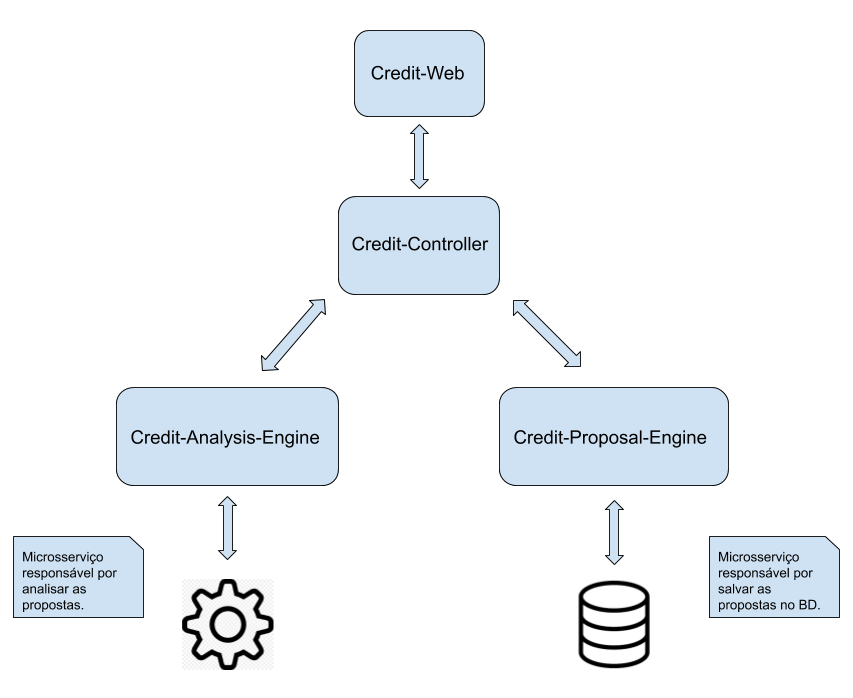 Credit-Web
Credit-Controller
Credit-Analysis-Engine
Credit-Proposal-Engine
Microsserviço
responsável por
analisar as
propostas.
Microsserviço
responsável por
salvar as
propostas no BD.